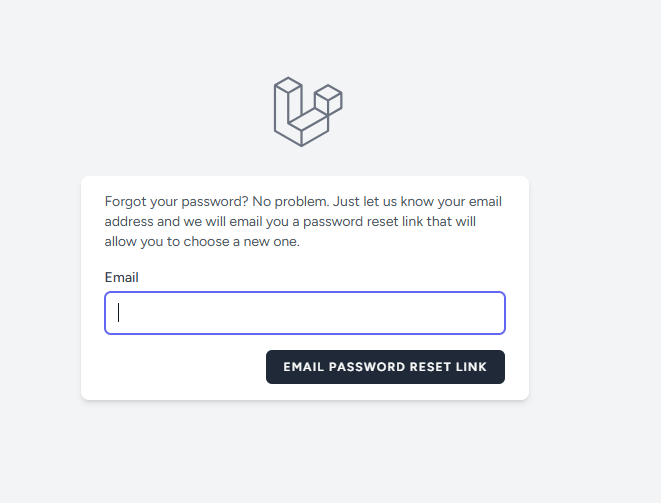 Forgot your password? No problem. Just let us know your email
address and we will email you a password reset link that will
allow you to choose a new one.
Email
EMAIL PASSWORD RESET LINK